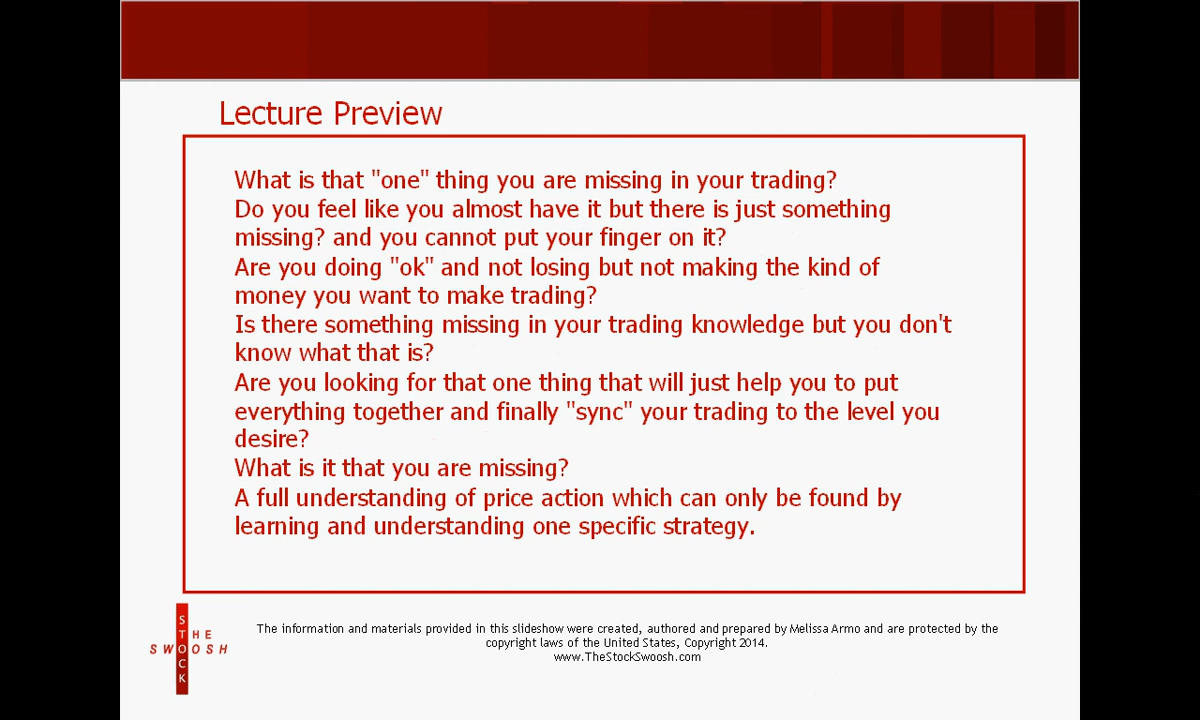 Lecture Preview
What is that "one" thing you are missing in your trading?
Do you feel like you almost have it but there is just something
missing? and you cannot put your finger on it?
Are you doing "ok" and not losing but not making the kind of
money you want to make trading?
Is there something missing in your trading knowledge but you don't
know what that is?
Are you looking for that one thing that will just help you to put
everything together and finally "sync" your trading to the level you
desire?
What is it that you are missing?
A full understanding of price action which can only be found by
learning and understanding one specific strategy.
THE
STOCK
SWOOSH
The information and materials provided in this slideshow were created, authored and prepared by Melissa Armo and are protected by the
copyright laws of the United States, Copyright 2014.
www.TheStockSwoosh.com